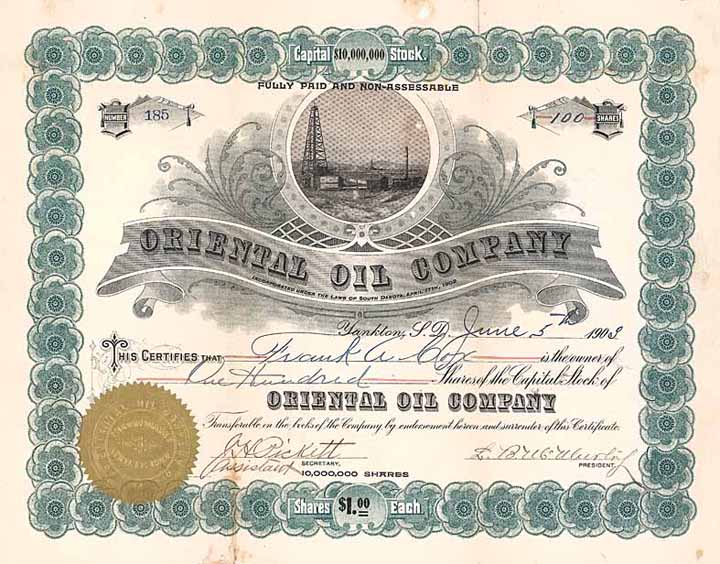 Capital $10,000,000 Stock.
FULLY PAID AND NON-ASSESSABLE
NUMBER 185
100 SHARES
ORIENTAL OIL COMPANY
INCORPORATED UNDER THE LAWS OF SOUTH DAKOTA, APRIL 17TH, 1902
Yankton, S.D. June 5th 1903
THIS CERTIFIES THAT Frank A. Cox is the owner of
One Hundred Shares of the Capital Stock of
ORIENTAL OIL COMPANY
Transferable on the books of the Company by endorsement hereon and surrender of this Certificate.
Pickett
Assistant SECRETARY,
PRESIDENT.
10,000,000 SHARES
Shares $1.00 Each.